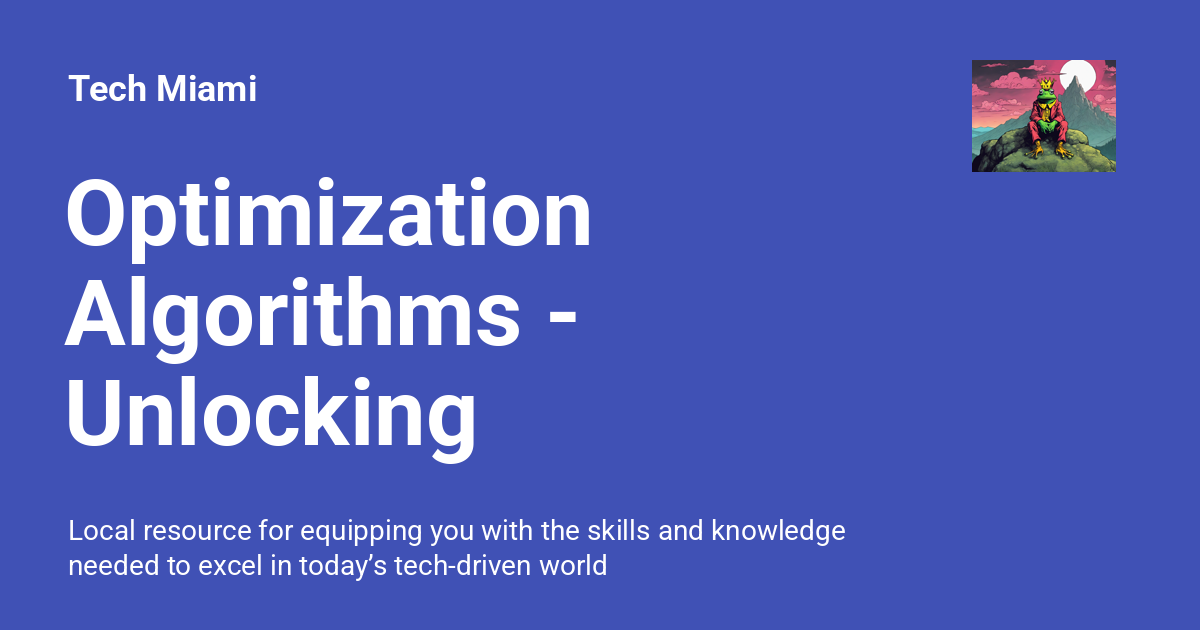 Tech Miami
Optimization
Algorithms -
Unlocking
Local resource for equipping you with the skills and knowledge
needed to excel in today’s tech-driven world